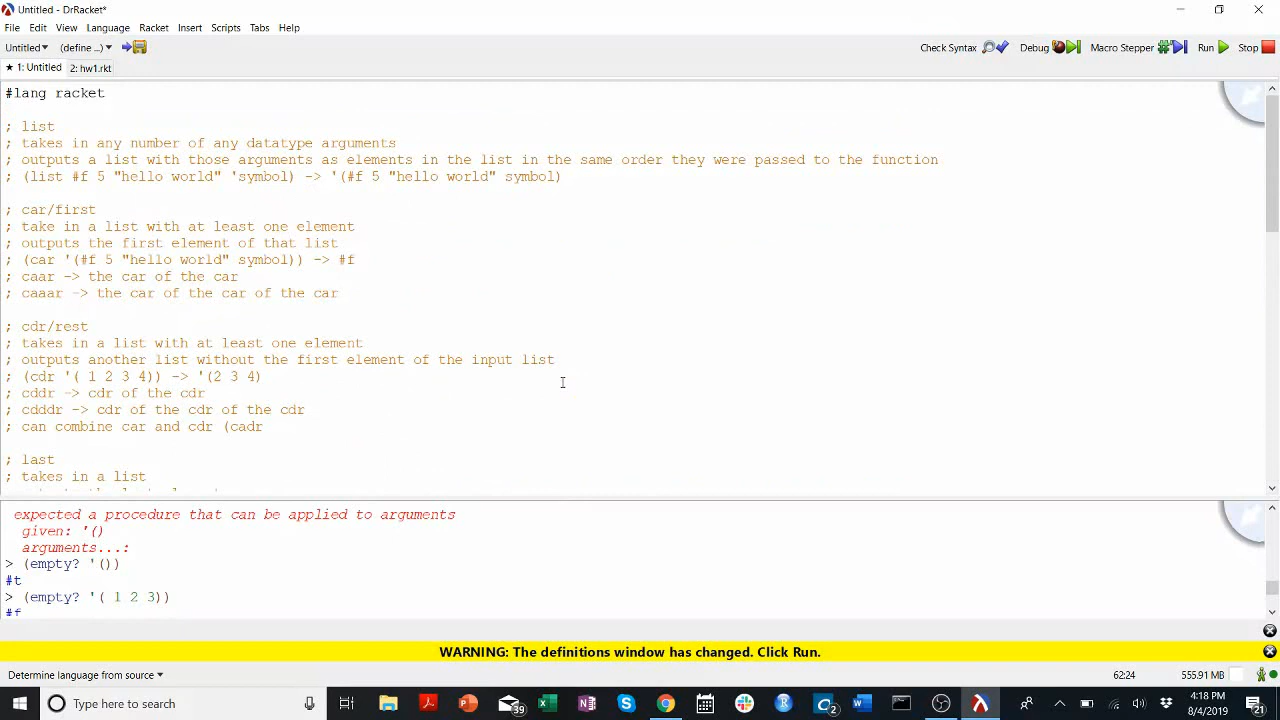 Untitled - DrRacket*
File Edit View Language Racket Insert Scripts Tabs Help
Untitled (define ...) Check Syntax Debug Macro Stepper Run Stop
★ 1: Untitled 2: hw1.rkt
#lang racket
; list
; takes in any number of any datatype arguments
; outputs a list with those arguments as elements in the list in the same order they were passed to the function
; (list #f 5 "hello world" 'symbol) -> '(#f 5 "hello world" symbol)
; car/first
; take in a list with at least one element
; outputs the first element of that list
; (car '(#f 5 "hello world" symbol)) -> #f
; caar -> the car of the car
; caaar -> the car of the car of the car
; cdr/rest
; takes in a list with at least one element
; outputs another list without the first element of the input list
; (cdr '( 1 2 3 4)) -> '(2 3 4)
; cddr -> cdr of the cdr
; cdddr -> cdr of the cdr of the cdr
; can combine car and cdr (cadr
; last
; takes in a list
expected a procedure that can be applied to arguments
given: '()
arguments...:
> (empty? '())
#t
> (empty? '( 1 2 3))
#f
WARNING: The definitions window has changed. Click Run.
Determine language from source 62:24 555.91 MB
Type here to search 39 2 4:18 PM
8/4/2019 21